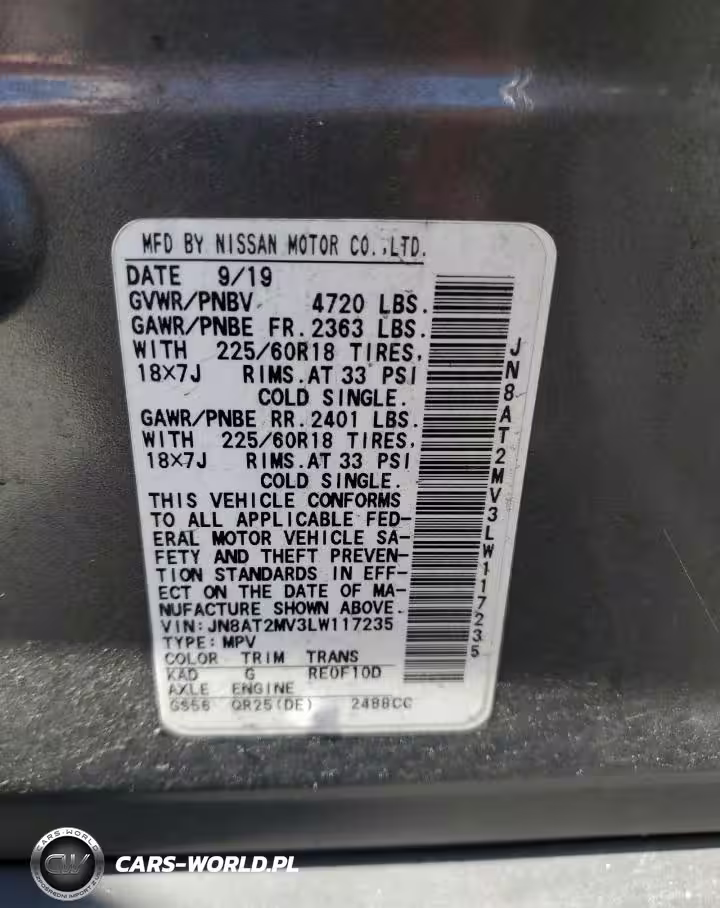 MFD BY NISSAN MOTOR CO.,LTD.
DATE 9/19
GVWR/PNBV 4720 LBS.
GAWR/PNBE FR.2363 LBS.
WITH 225/60R18 TIRES,
18×7J RIMS.AT 33 PSI
COLD SINGLE.
GAWR/PNBE RR.2401 LBS.
WITH 225/60R18 TIRES,
18×7J RIMS.AT 33 PSI
COLD SINGLE.
THIS VEHICLE CONFORMS
TO ALL APPLICABLE FED-
ERAL MOTOR VEHICLE SA-
FETY AND THEFT PREVEN-
TION STANDARDS IN EFF-
ECT ON THE DATE OF MA-
NUFACTURE SHOWN ABOVE.
VIN:JN8AT2MV3LW117235
TYPE:MPV
COLOR TRIM TRANS
KAD G RE0F10D
AXLE ENGINE
GS56 QR25(DE) 2488CC
JN8AT2MV3LW117235
CARS-WORLD
CW
CARS-WORLD.PL